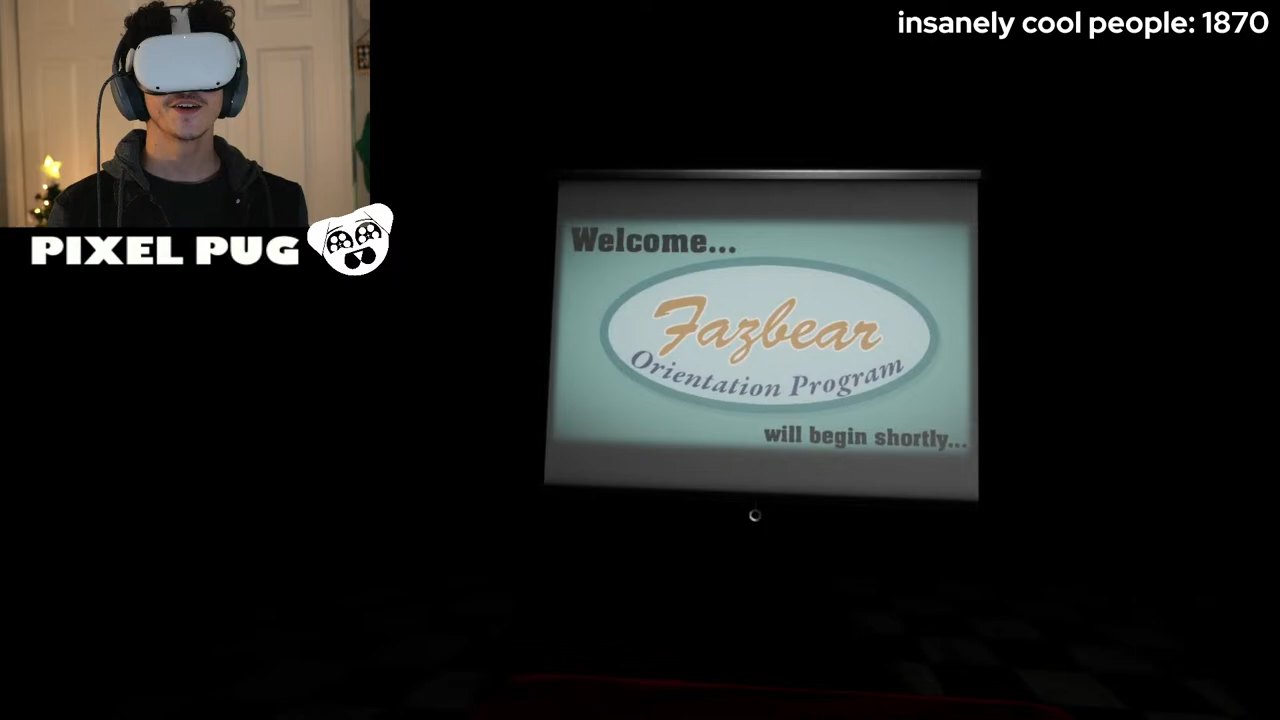 insanely cool people: 1870
PIXEL PUG
Welcome...
Fazbear
Orientation Program
will begin shortly...